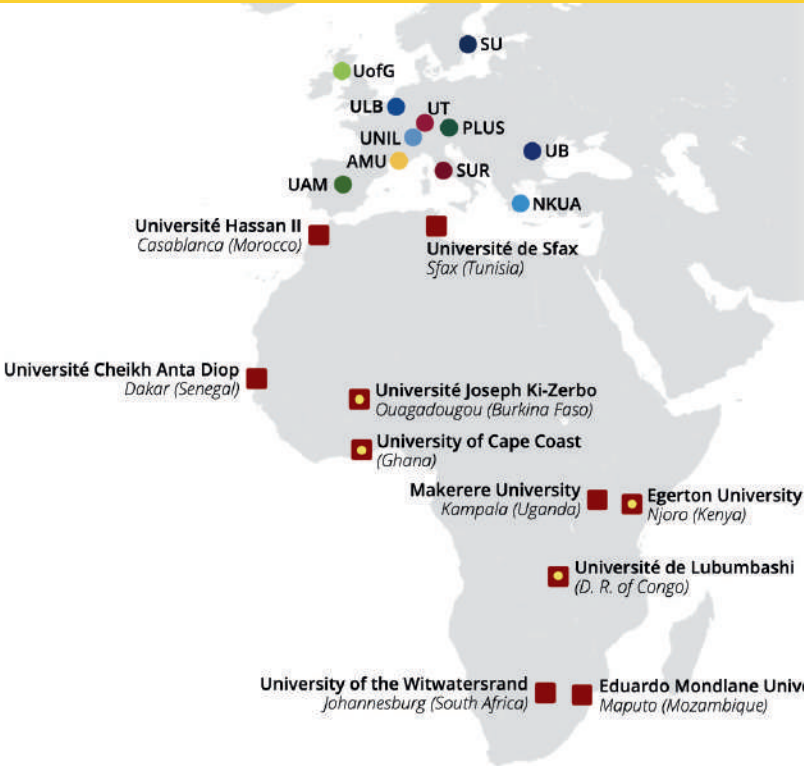 SU
UofG
ULB
UT
PLUS
UNIL
UB
AMU
SUR
UAM
NKUA
Université Hassan II
Casablanca (Morocco)
Université de Sfax
Sfax (Tunisia)
Université Cheikh Anta Diop
Dakar (Senegal)
Université Joseph Ki-Zerbo
Ouagadougou (Burkina Faso)
University of Cape Coast
(Ghana)
Makerere University
Kampala (Uganda)
Egerton University
Njoro (Kenya)
Université de Lubumbashi
(D. R. of Congo)
University of the Witwatersrand
Johannesburg (South Africa)
Eduardo Mondlane Unive
Maputo (Mozambique)